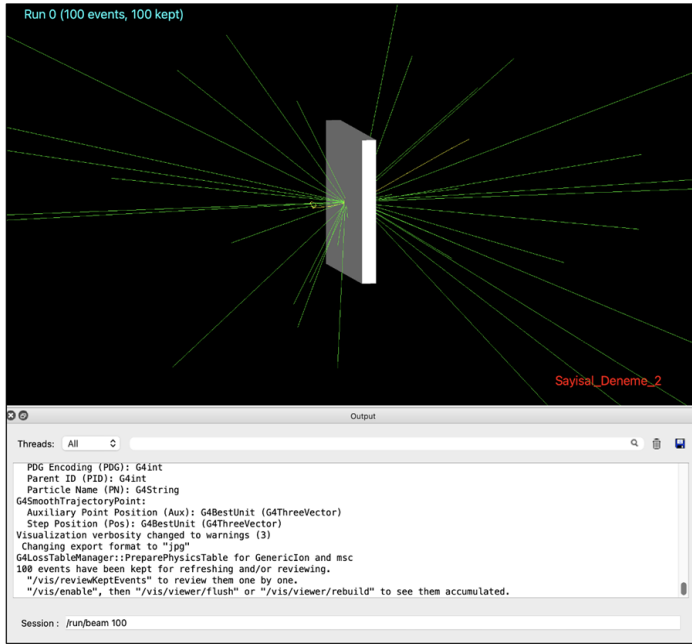 Run 0 (100 events, 100 kept)
Sayisal_Deneme_2
Output
Threads: All
PDG Encoding (PDG): G4int
Parent ID (PID): G4int
Particle Name (PN): G4String
G4SmoothTrajectoryPoint:
Auxiliary Point Position (Aux): G4BestUnit (G4ThreeVector)
Step Position (Pos): G4BestUnit (G4ThreeVector)
Visualization verbosity changed to warnings (3)
Changing export format to "jpg"
G4LossTableManager::PreparePhysicsTable for GenericIon and msc
100 events have been kept for refreshing and/or reviewing.
"/vis/reviewKeptEvents" to review them one by one.
"/vis/enable", then "/vis/viewer/flush" or "/vis/viewer/rebuild" to see them accumulated.
Session : /run/beam 100